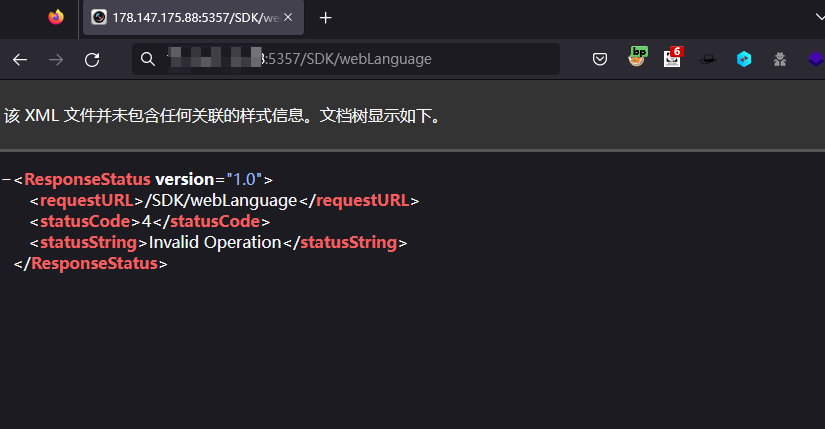 178.147.175.88:5357/SDK/we
:5357/SDK/webLanguage
bp
6
该 XML 文件并未包含任何关联的样式信息。文档树显示如下。
−<ResponseStatus version="1.0">
<requestURL>/SDK/webLanguage</requestURL>
<statusCode>4</statusCode>
<statusString>Invalid Operation</statusString>
</ResponseStatus>